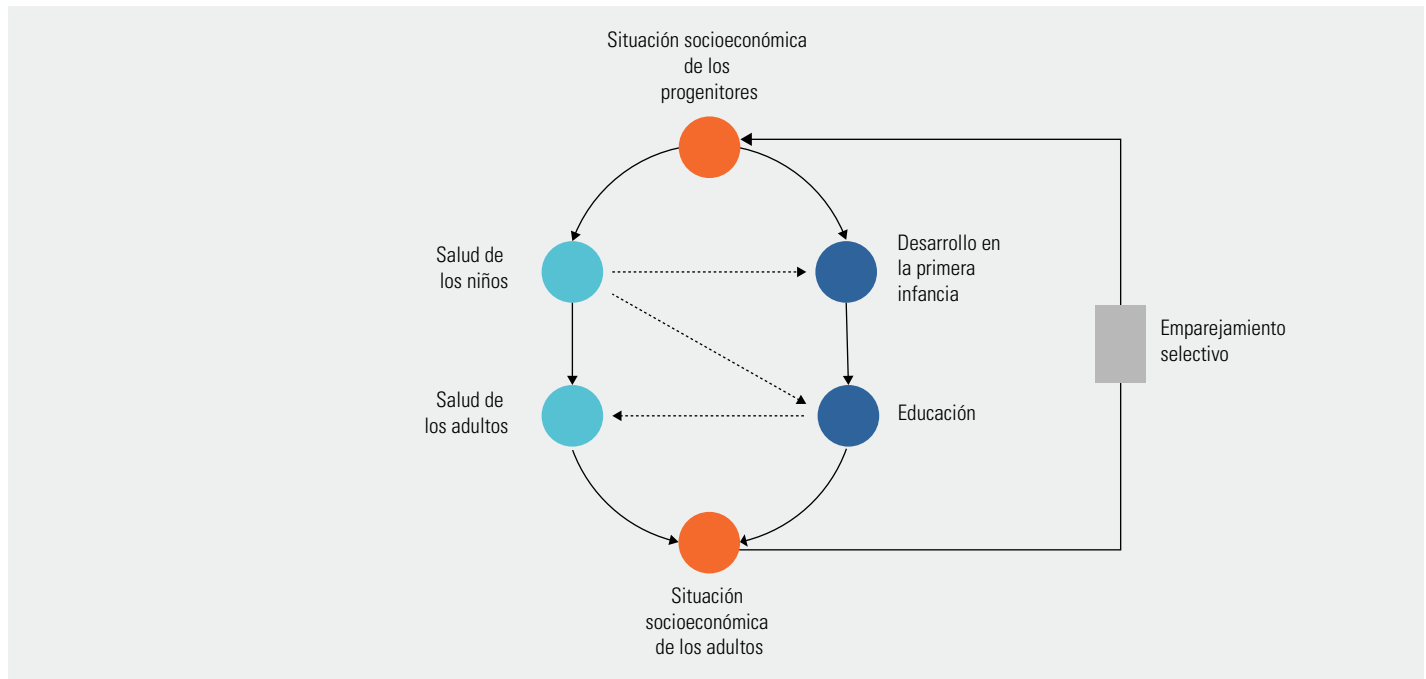 Situación socioeconómica
de los
progenitores
Salud de
los niños
Desarrollo en
la primera
infancia
Emparejamiento
selectivo
Salud de
los adultos
Educación
Situación
socioeconómica
de los adultos